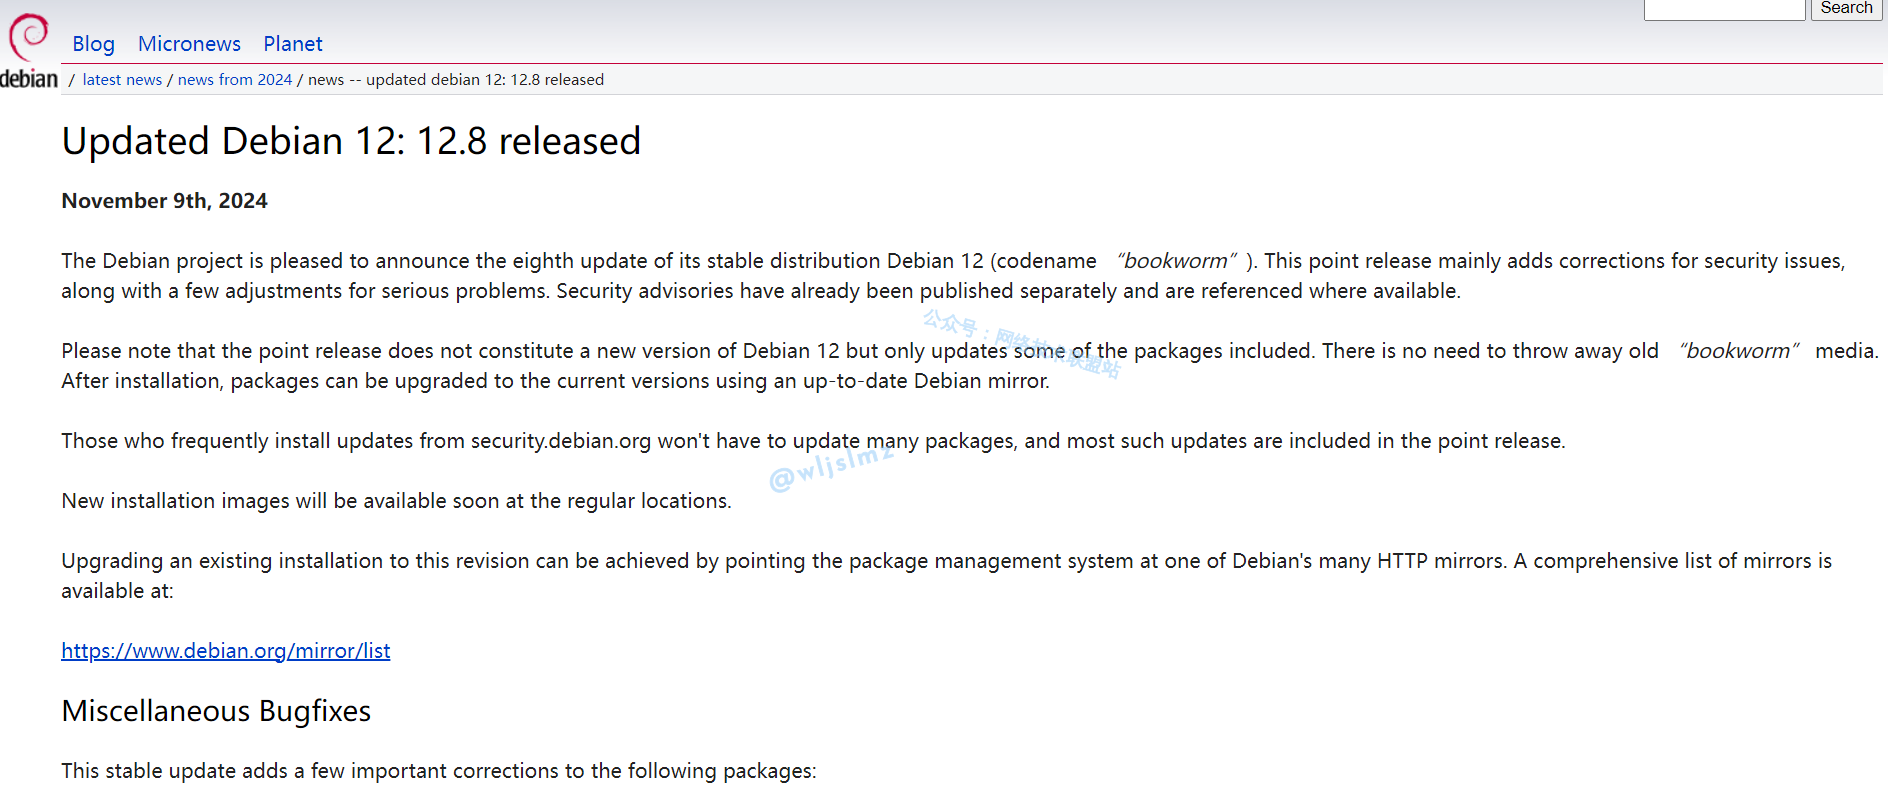 Search
Blog Micronews Planet
debian / latest news / news from 2024 / news -- updated debian 12: 12.8 released
Updated Debian 12: 12.8 released
November 9th, 2024
The Debian project is pleased to announce the eighth update of its stable distribution Debian 12 (codename “bookworm”). This point release mainly adds corrections for security issues,
along with a few adjustments for serious problems. Security advisories have already been published separately and are referenced where available.
公众号：网络技术联盟站
Please note that the point release does not constitute a new version of Debian 12 but only updates some of the packages included. There is no need to throw away old “bookworm” media.
After installation, packages can be upgraded to the current versions using an up-to-date Debian mirror.
Those who frequently install updates from security.debian.org won't have to update many packages, and most such updates are included in the point release.
@wljslmz
New installation images will be available soon at the regular locations.
Upgrading an existing installation to this revision can be achieved by pointing the package management system at one of Debian's many HTTP mirrors. A comprehensive list of mirrors is
available at:
https://www.debian.org/mirror/list
Miscellaneous Bugfixes
This stable update adds a few important corrections to the following packages: